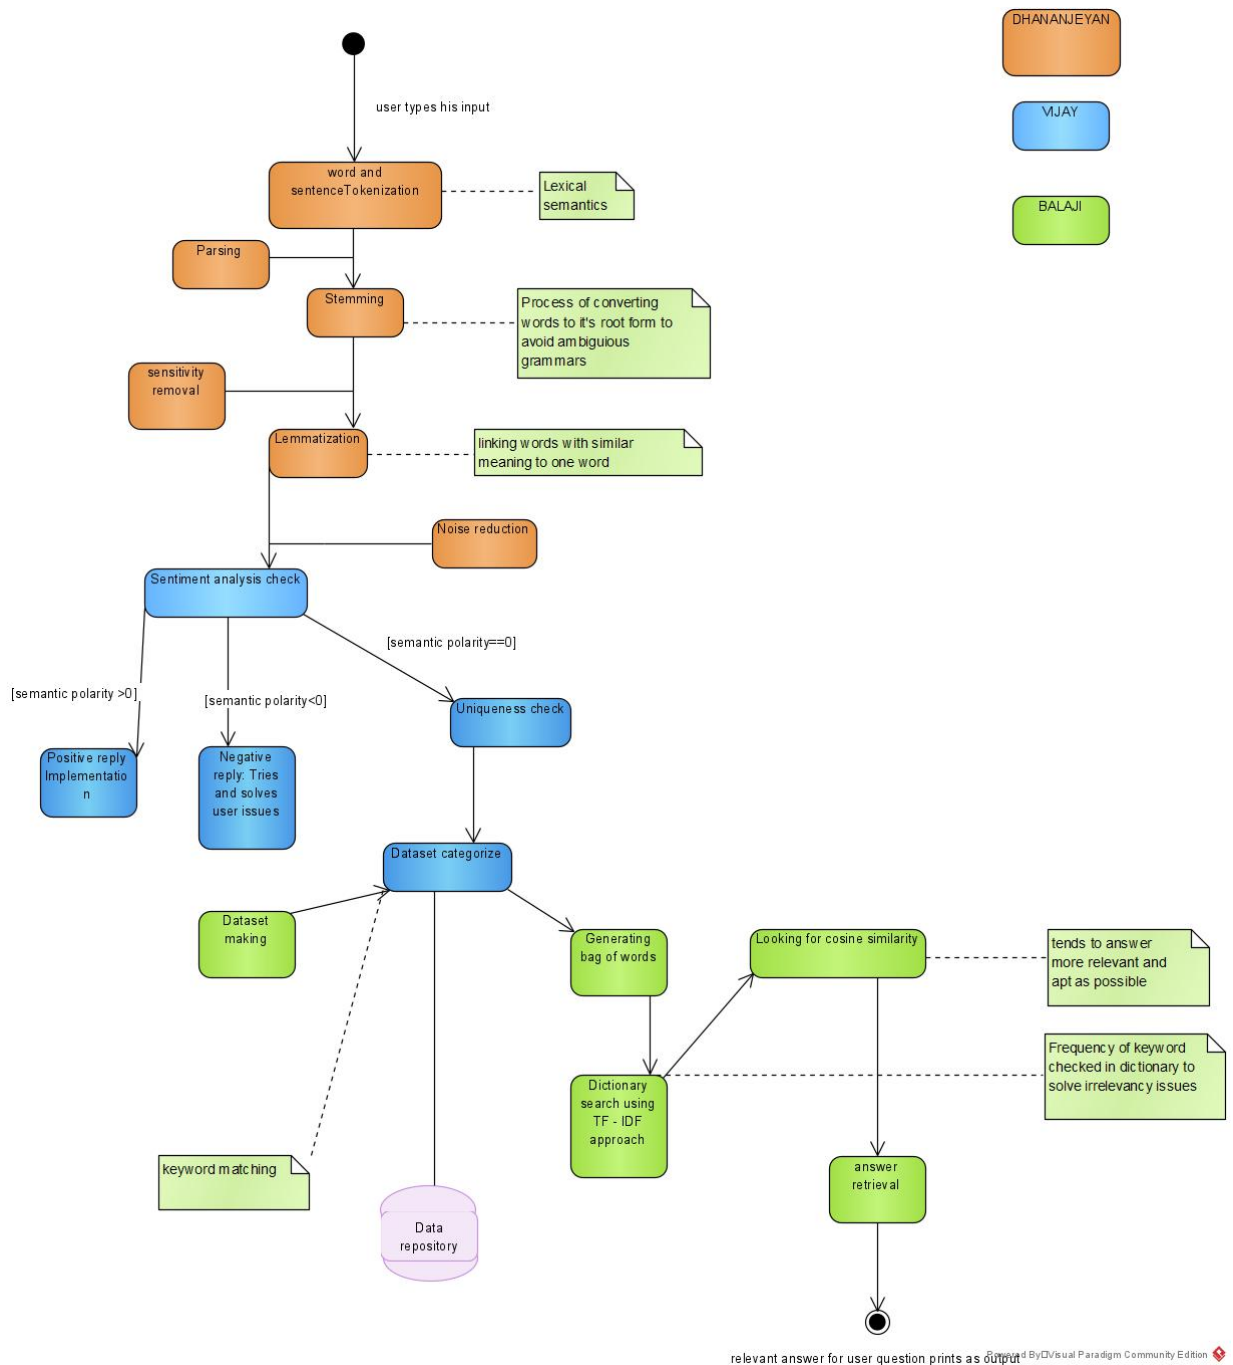 DHANANJEYAN
VIJAY
BALAJI
user types his input
word and
sentenceTokenization
Lexical
semantics
Parsing
Stemming
Process of converting
words to it's root form to
avoid ambiguious
grammars
sensitivity
removal
Lemmatization
linking words with similar
meaning to one word
Noise reduction
Sentiment analysis check
[semantic polarity==0]
[semantic polarity >0]
[semantic polarity<0]
Uniqueness check
Positive reply
Implementatio
n
Negative
reply: Tries
and solves
user issues
Dataset categorize
Dataset
making
Generating
bag of words
Looking for cosine similarity
tends to answer
more relevant and
apt as possible
Frequency of keyword
checked in dictionary to
solve irrelevancy issues
Dictionary
search using
TF - IDF
approach
keyword matching
answer
retrieval
Data
repository
relevant answer for user question prints as output
Powered By Visual Paradigm Community Edition